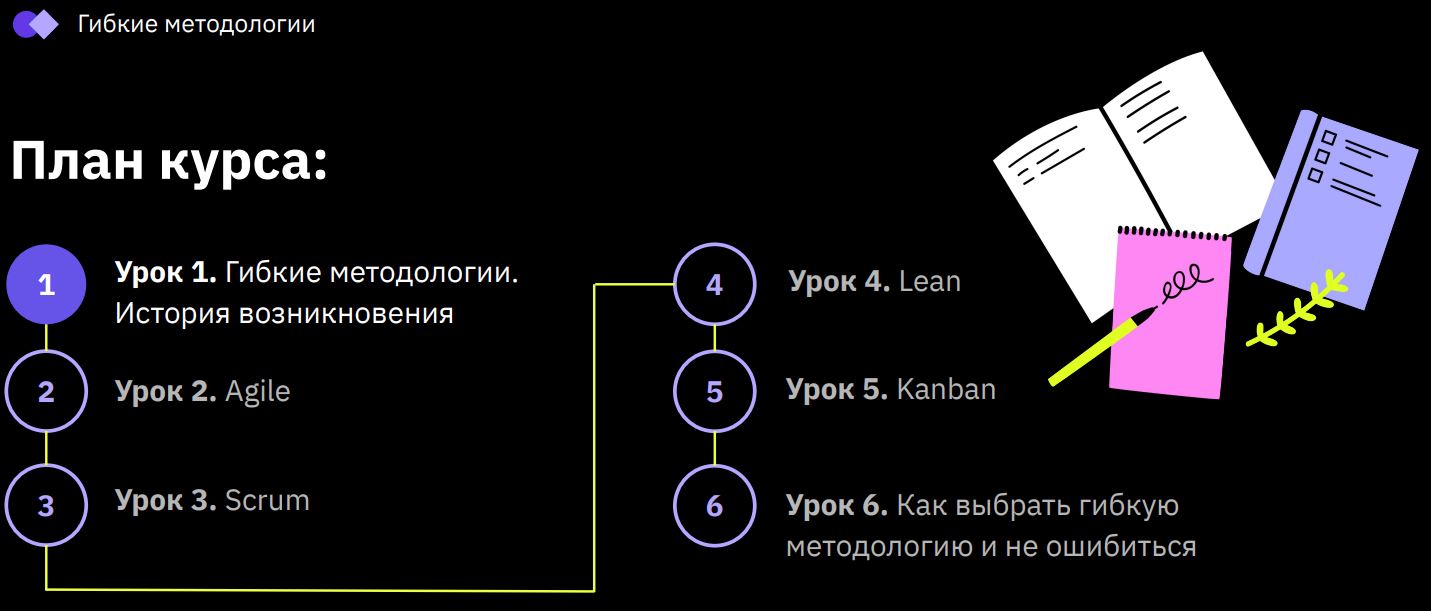 Гибкие методологии
План курса:
1
Урок 1. Гибкие методологии.
История возникновения
2
Урок 2. Agile
3
Урок 3. Scrum
4
Урок 4. Lean
5
Урок 5. Kanban
6
Урок 6. Как выбрать гибкую
методологию и не ошибиться